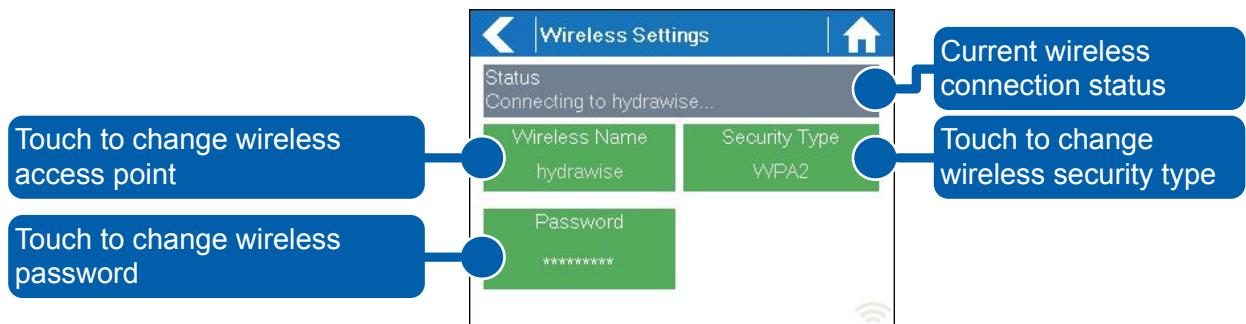 Wireless Settings
Status
Connecting to hydrawise...
Current wireless
connection status
Touch to change wireless
access point
Wireless Name
hydrawise
Security Type
WPA2
Touch to change
wireless security type
Touch to change wireless
password
Password
*********